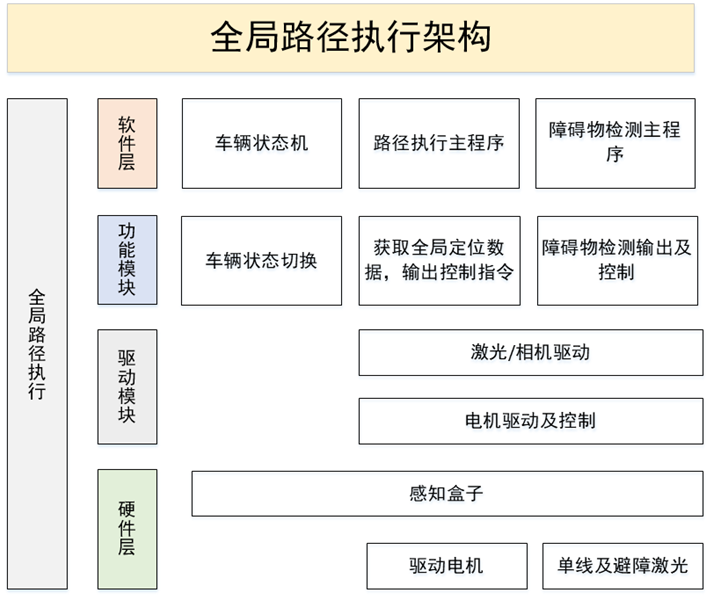 全局路径执行架构
全局路径执行
软件层
车辆状态机
路径执行主程序
障碍物检测主程
序
功能模块
车辆状态切换
获取全局定位数
据，输出控制指令
障碍物检测输出及
控制
驱动模块
激光/相机驱动
电机驱动及控制
硬件层
感知盒子
驱动电机
单线及避障激光